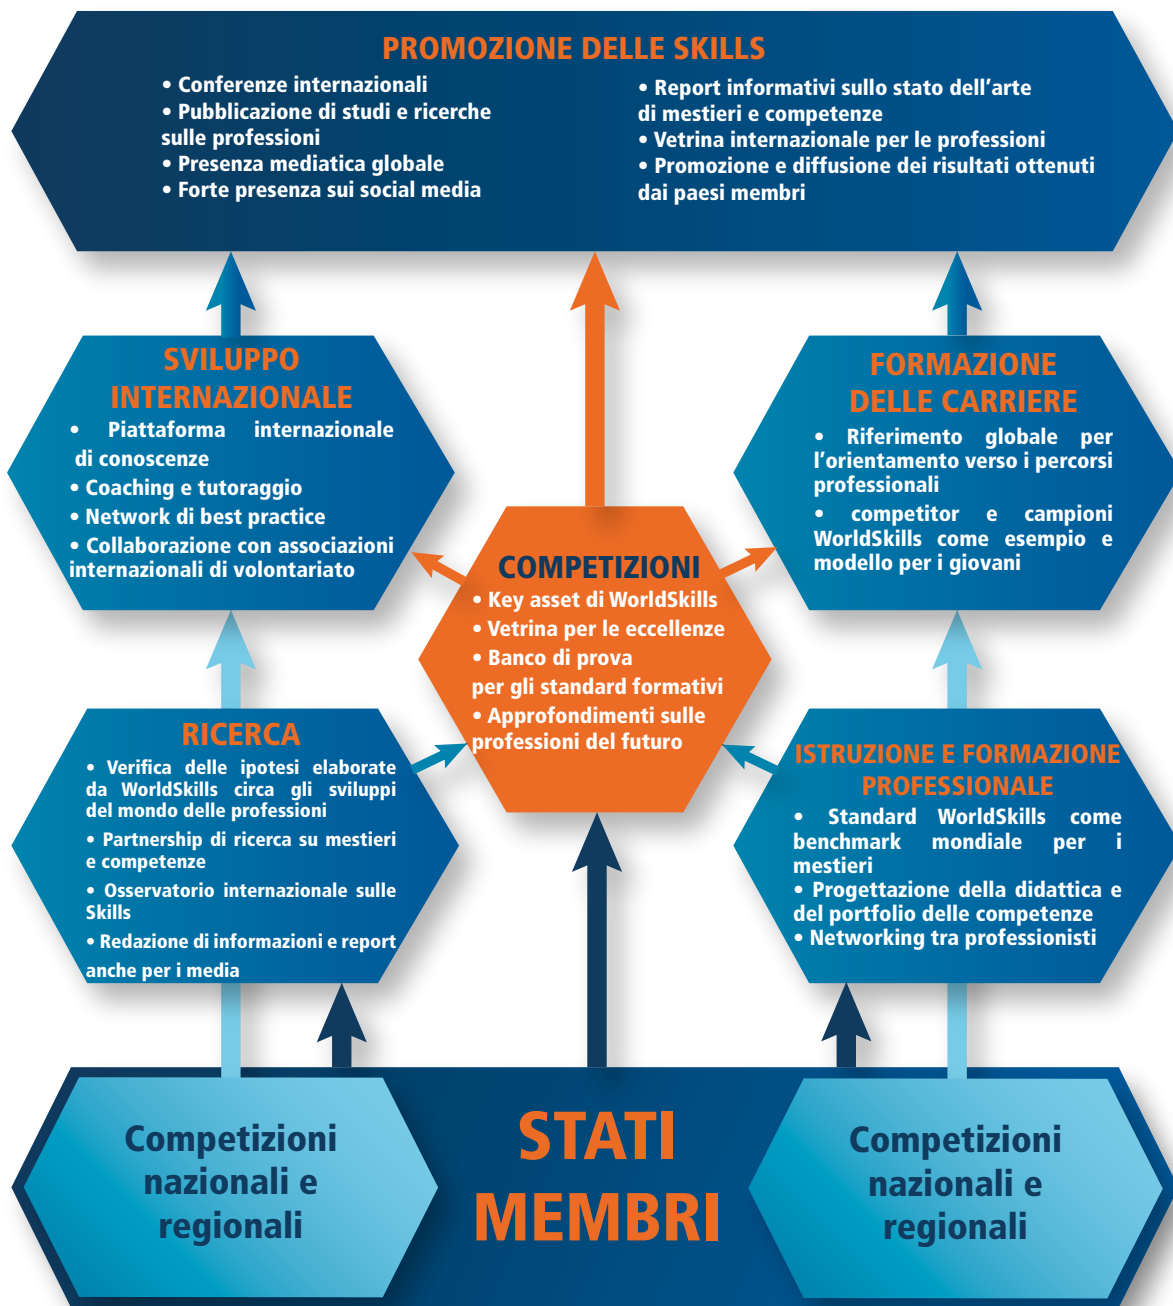 PROMOZIONE DELLE SKILLS
• Conferenze internazionali
• Pubblicazione di studi e ricerche
sulle professioni
• Presenza mediatica globale
• Forte presenza sui social media
• Report informativi sullo stato dell’arte
di mestieri e competenze
• Vetrina internazionale per le professioni
• Promozione e diffusione dei risultati ottenuti
dai paesi membri
SVILUPPO
INTERNAZIONALE
• Piattaforma internazionale
di conoscenze
• Coaching e tutoraggio
• Network di best practice
• Collaborazione con associazioni
internazionali di volontariato
FORMAZIONE
DELLE CARRIERE
• Riferimento globale per
l’orientamento verso i percorsi
professionali
• competitor e campioni
WorldSkills come esempio e
modello per i giovani
COMPETIZIONI
• Key asset di WorldSkills
• Vetrina per le eccellenze
• Banco di prova
per gli standard formativi
• Approfondimenti sulle
professioni del futuro
RICERCA
• Verifica delle ipotesi elaborate
da WorldSkills circa gli sviluppi
del mondo delle professioni
• Partnership di ricerca su mestieri
e competenze
• Osservatorio internazionale sulle
Skills
• Redazione di informazioni e report
anche per i media
ISTRUZIONE E FORMAZIONE
PROFESSIONALE
• Standard WorldSkills come
benchmark mondiale per i
mestieri
• Progettazione della didattica e
del portfolio delle competenze
• Networking tra professionisti
Competizioni
nazionali e
regionali
STATI
MEMBRI
Competizioni
nazionali e
regionali